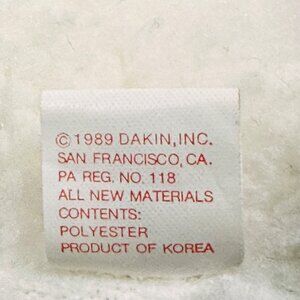 © 1989 DAKIN, INC.
SAN FRANCISCO, CA.
PA REG. NO. 118
ALL NEW MATERIALS
CONTENTS:
POLYESTER
PRODUCT OF KOREA